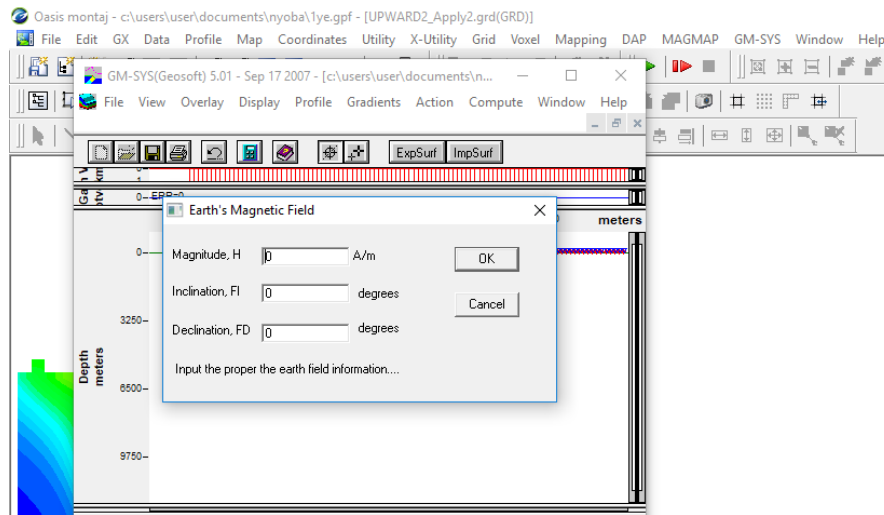 Oasis montaj - c:\users\user\documents\nyoba\1ye.gpf - [UPWARD2_Apply2.grd(GRD)]
File Edit GX Data Profile Map Coordinates Utility X-Utility Grid Voxel Mapping DAP MAGMAP GM-SYS Window Help
GM-SYS(Geosoft) 5.01 - Sep 17 2007 - [c:\users\user\documents\n...
File View Overlay Display Profile Gradients Action Compute Window Help
ExpSurf ImpSurf
0 ERR=0
meters
Earth's Magnetic Field
Magnitude, H 0 A/m
OK
Inclination, FI 0 degrees
Cancel
Declination, FD 0 degrees
Input the proper the earth field information....
Depth
meters
0
3250
6500
9750